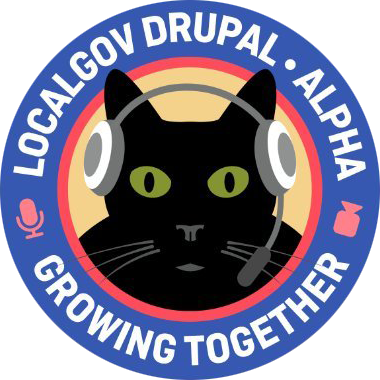 LOCALGOV DRUPAL • ALPHA
GROWING TOGETHER